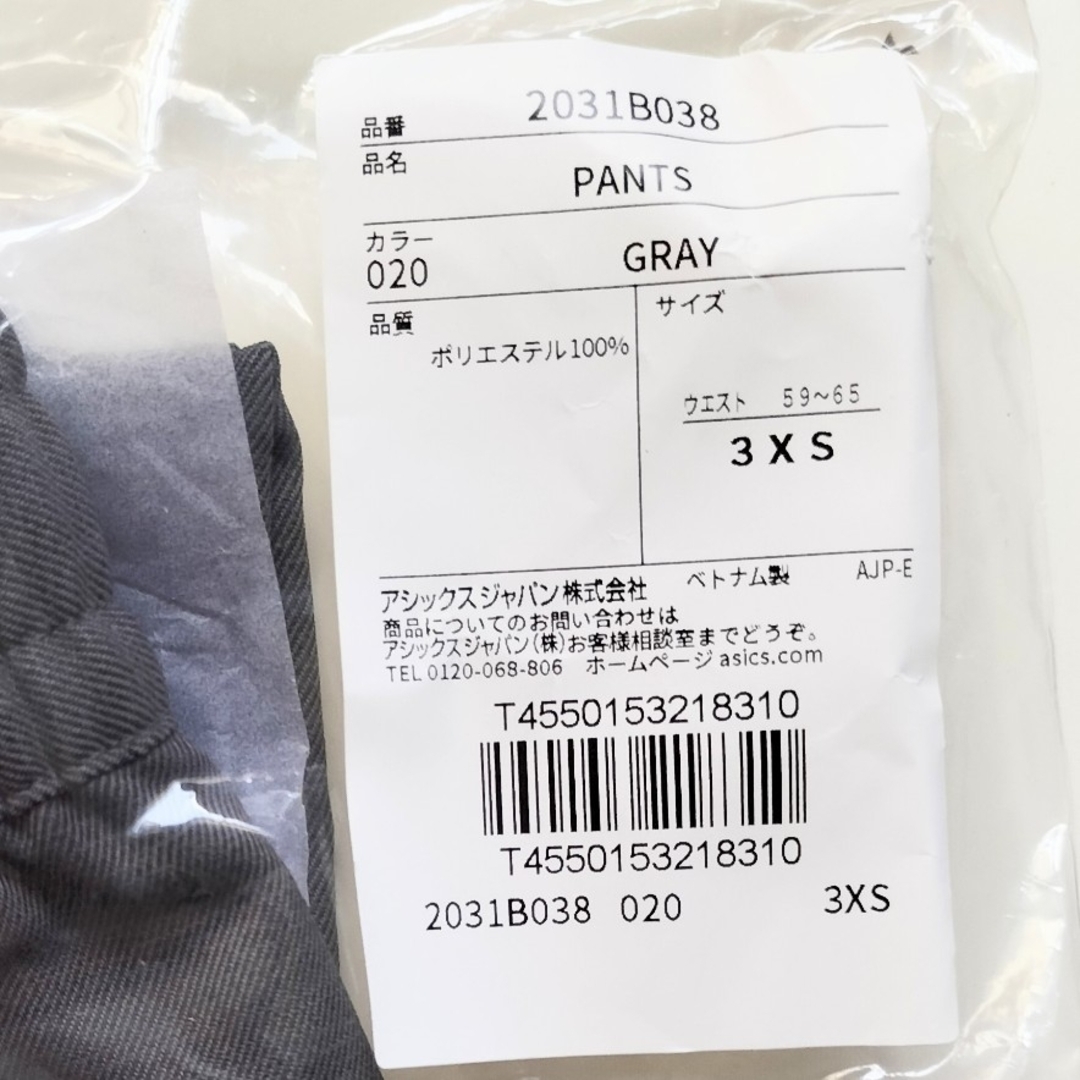 品番 2031B038
品名
PANTS
カラー
020 GRAY
品質
ポリエステル100%
サイズ
ウエスト 59~65
3XS
アシックスジャパン株式会社 ベトナム製 AJP-E
商品についてのお問い合わせは
アシックスジャパン(株)お客様相談室までどうぞ。
TEL 0120-068-806 ホームページ asics.com
T4550153218310
T4550153218310
2031B038 020 3XS